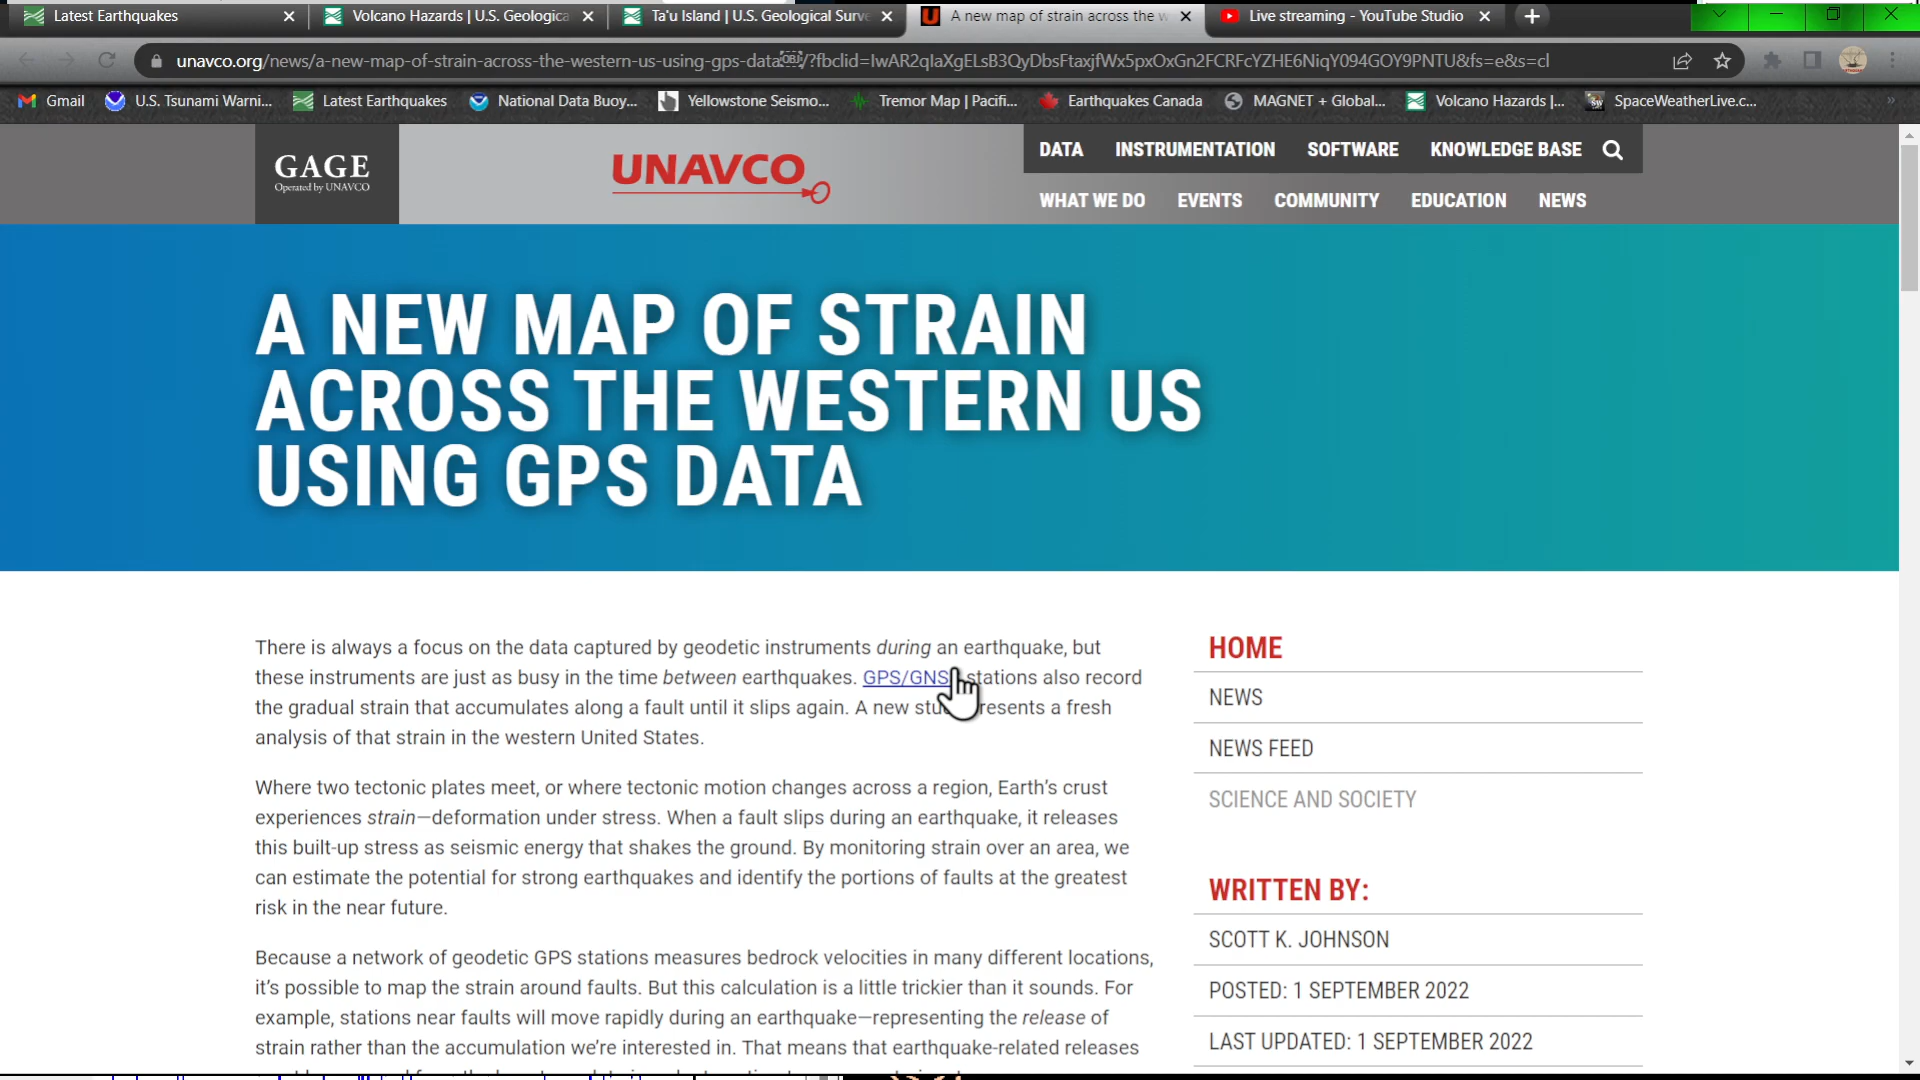 Latest Earthquakes
Volcano Hazards | U.S. Geologica
Ta'u Island | U.S. Geological Surve
A new map of strain across the w
Live streaming - YouTube Studio
unavco.org/news/a-new-map-of-strain-across-the-western-us-using-gps-data/?fbclid=IwAR2qIaXgELsB3QyDbsFtaxjfWx5pxOxGn2FCRFcYZHE6NiqY094GOY9PNTU&fs=e&s=cl
Gmail
U.S. Tsunami Warni...
Latest Earthquakes
National Data Buoy...
Yellowstone Seismo...
Tremor Map | Pacifi...
Earthquakes Canada
MAGNET + Global...
Volcano Hazards |...
SpaceWeatherLive.c...
GAGE
Operated by UNAVCO
UNAVCO
DATA INSTRUMENTATION SOFTWARE KNOWLEDGE BASE
WHAT WE DO EVENTS COMMUNITY EDUCATION NEWS
A NEW MAP OF STRAIN
ACROSS THE WESTERN US
USING GPS DATA
There is always a focus on the data captured by geodetic instruments during an earthquake, but
these instruments are just as busy in the time between earthquakes. GPS/GNS stations also record
the gradual strain that accumulates along a fault until it slips again. A new stu resents a fresh
analysis of that strain in the western United States.
Where two tectonic plates meet, or where tectonic motion changes across a region, Earth's crust
experiences strain—deformation under stress. When a fault slips during an earthquake, it releases
this built-up stress as seismic energy that shakes the ground. By monitoring strain over an area, we
can estimate the potential for strong earthquakes and identify the portions of faults at the greatest
risk in the near future.
Because a network of geodetic GPS stations measures bedrock velocities in many different locations,
it's possible to map the strain around faults. But this calculation is a little trickier than it sounds. For
example, stations near faults will move rapidly during an earthquake—representing the release of
strain rather than the accumulation we're interested in. That means that earthquake-related releases
HOME
NEWS
NEWS FEED
SCIENCE AND SOCIETY
WRITTEN BY:
SCOTT K. JOHNSON
POSTED: 1 SEPTEMBER 2022
LAST UPDATED: 1 SEPTEMBER 2022